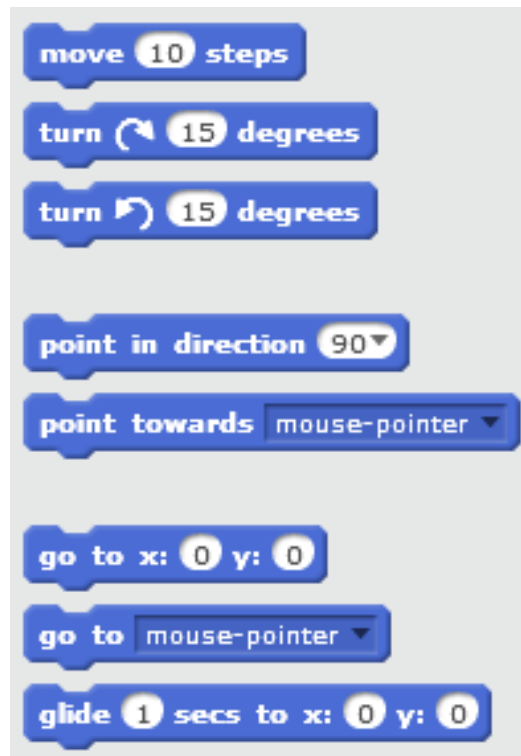 move 10 steps
turn 15 degrees
turn 15 degrees
point in direction 90
point towards mouse-pointer
go to x: 0 y: 0
go to mouse-pointer
glide 1 secs to x: 0 y: 0